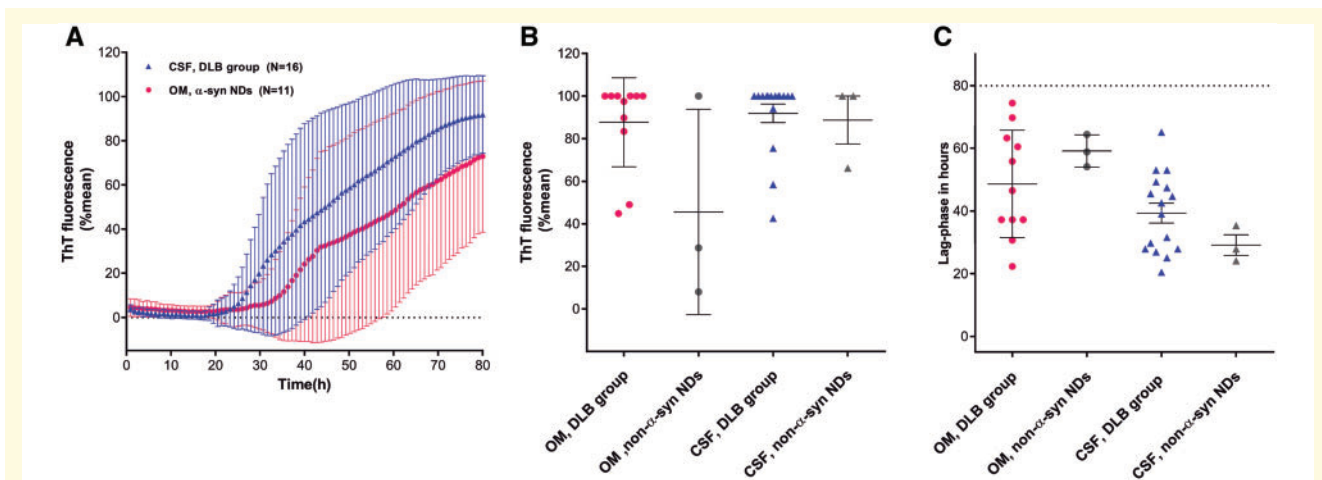 A
120
100
80
60
40
20
0
ThT fluorescence
(%mean)
CSF, DLB group (N=16)
OM, α-syn NDs (N=11)
0 10 20 30 40 50 60 70 80
Time(h)
B
120
100
80
60
40
20
0
ThT fluorescence
(%mean)
OM, DLB group
OM ,non-α-syn NDs
CSF, DLB group
CSF, non-α-syn NDs
C
80
60
40
20
0
Lag-phase in hours
OM, DLB group
OM, non-α-syn NDs
CSF, DLB group
CSF, non-α-syn NDs